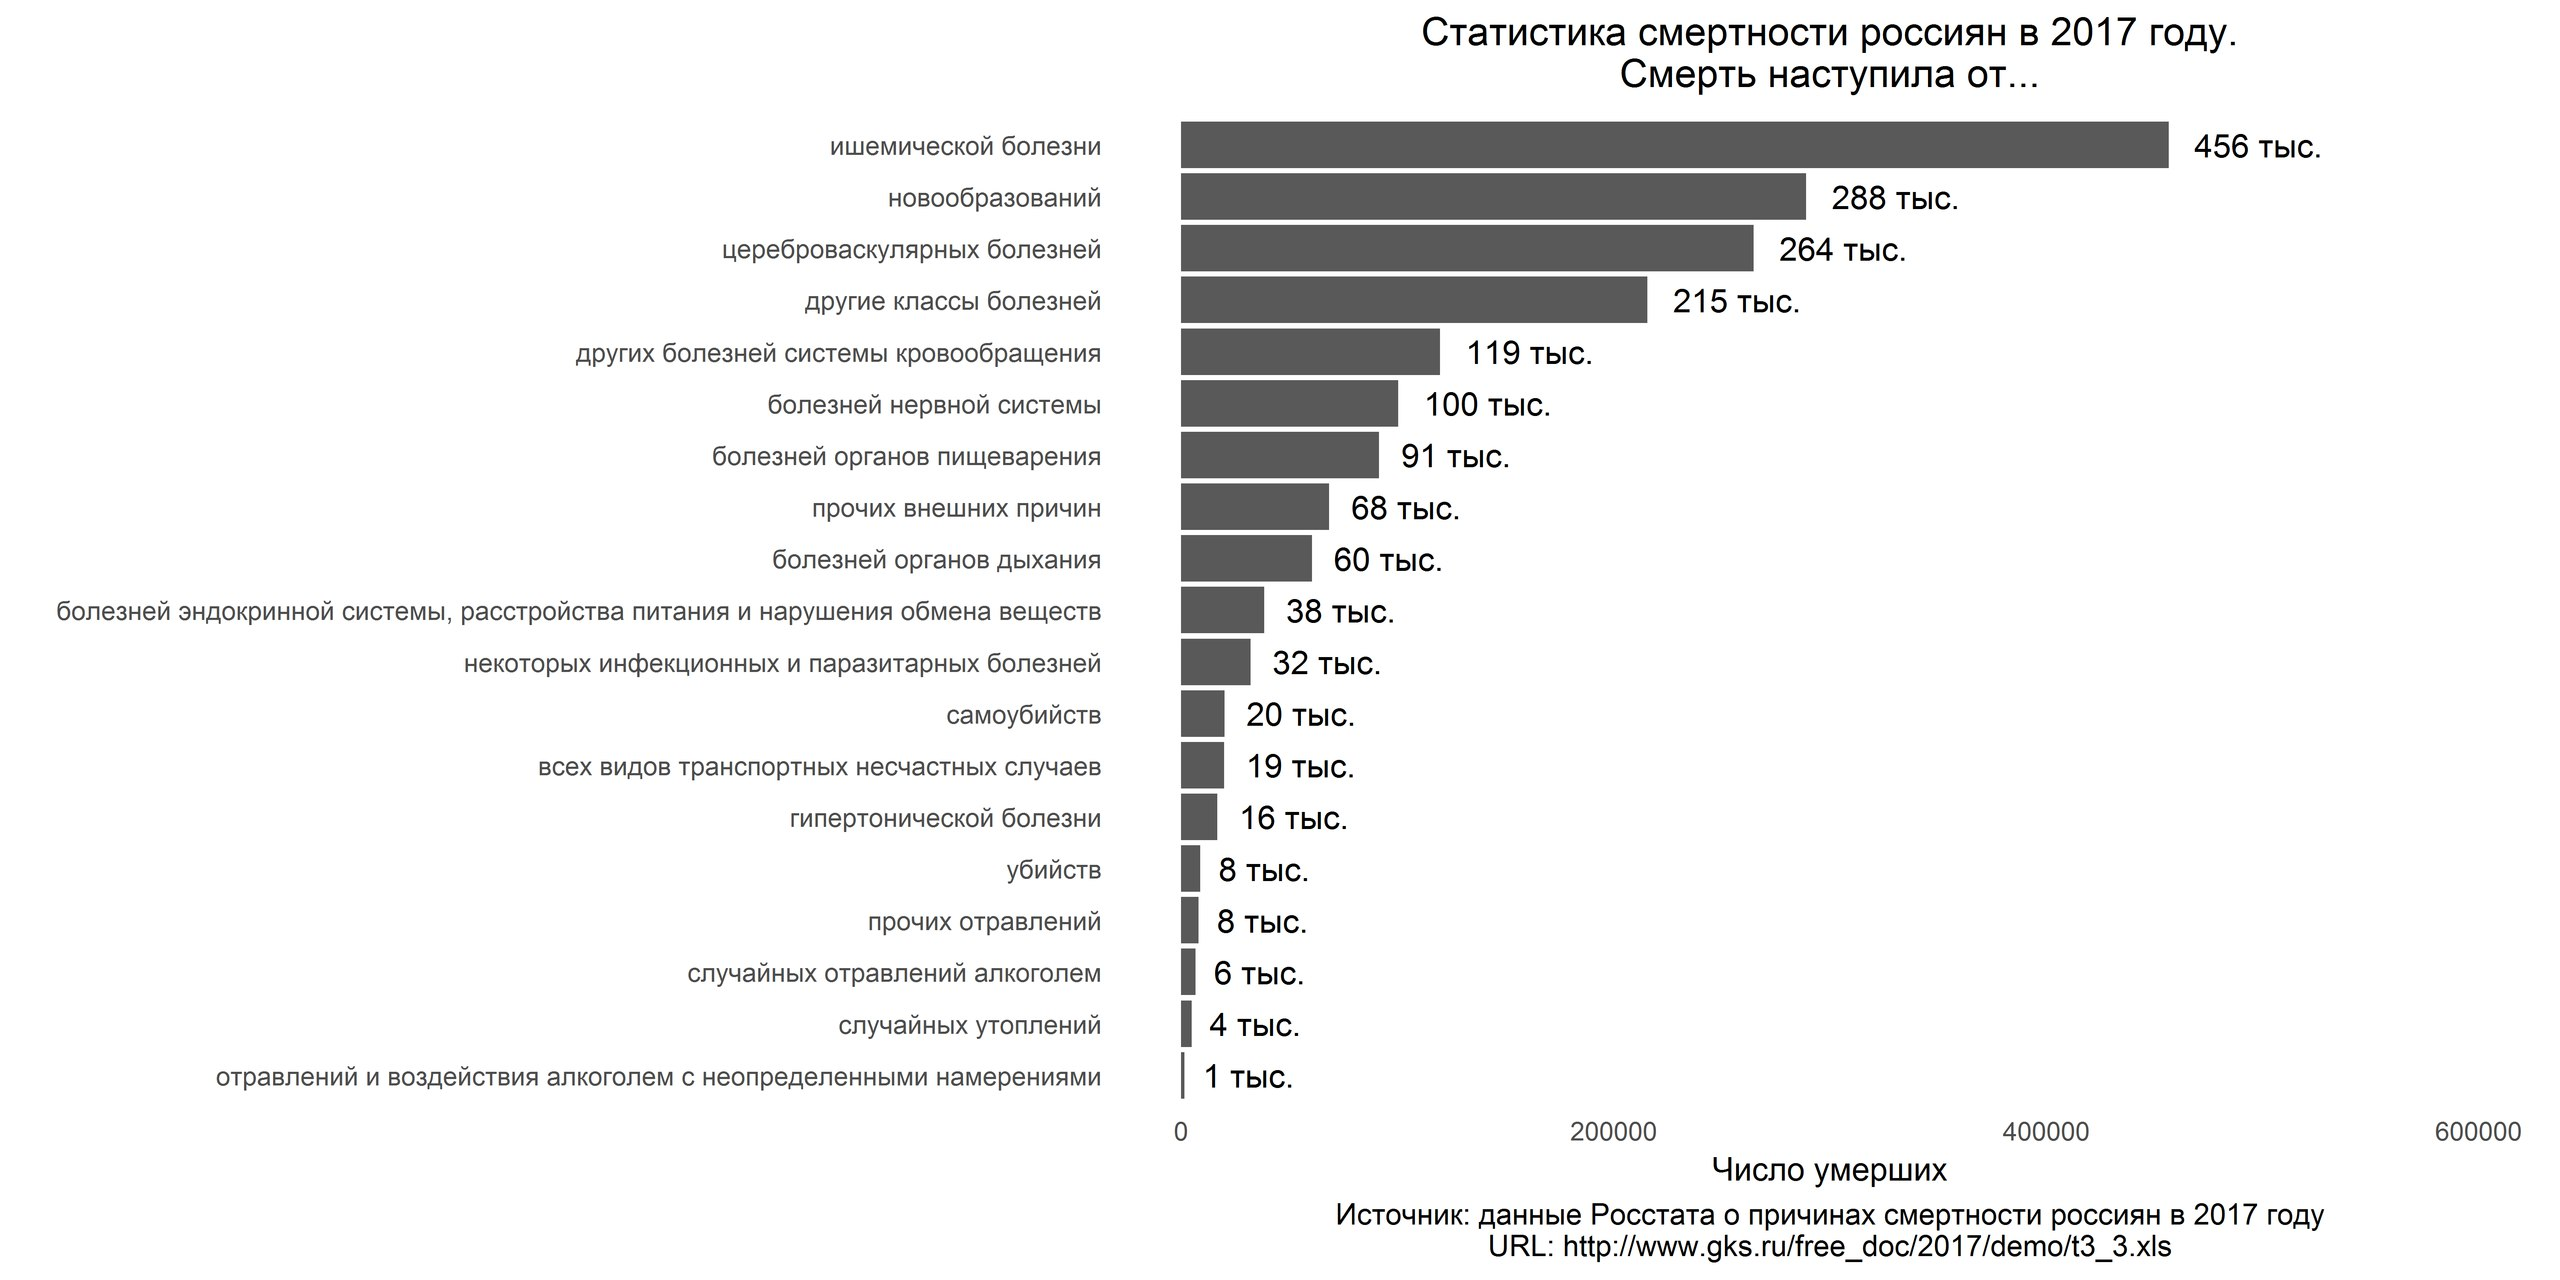 Статистика смертности россиян в 2017 году.
Смерть наступила от...
ишемической болезни 456 тыс.
новообразований 288 тыс.
цереброваскулярных болезней 264 тыс.
другие классы болезней 215 тыс.
других болезней системы кровообращения 119 тыс.
болезней нервной системы 100 тыс.
болезней органов пищеварения 91 тыс.
прочих внешних причин 68 тыс.
болезней органов дыхания 60 тыс.
болезней эндокринной системы, расстройства питания и нарушения обмена веществ 38 тыс.
некоторых инфекционных и паразитарных болезней 32 тыс.
самоубийств 20 тыс.
всех видов транспортных несчастных случаев 19 тыс.
гипертонической болезни 16 тыс.
убийств 8 тыс.
прочих отравлений 8 тыс.
случайных отравлений алкоголем 6 тыс.
случайных утоплений 4 тыс.
отравлений и воздействия алкоголем с неопределенными намерениями 1 тыс.
0 200000 400000 600000
Число умерших
Источник: данные Росстата о причинах смертности россиян в 2017 году
URL: http://www.gks.ru/free_doc/2017/demo/t3_3.xls